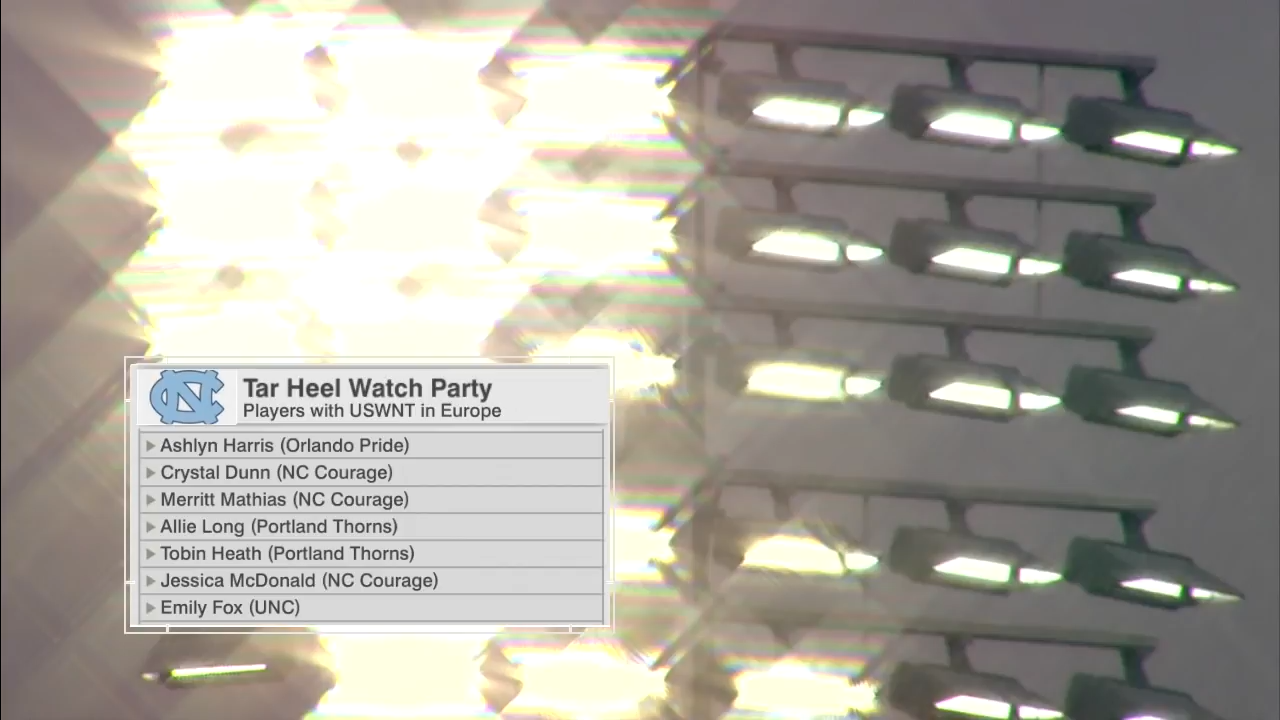 Tar Heel Watch Party
Players with USWNT in Europe
Ashlyn Harris (Orlando Pride)
Crystal Dunn (NC Courage)
Merritt Mathias (NC Courage)
Allie Long (Portland Thorns)
Tobin Heath (Portland Thorns)
Jessica McDonald (NC Courage)
Emily Fox (UNC)